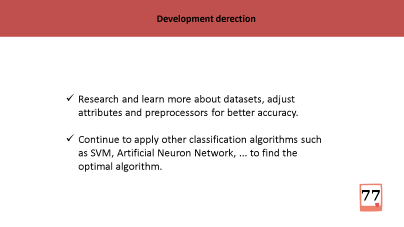 Development derection
✓ Research and learn more about datasets, adjust
attributes and preprocessors for better accuracy.
✓ Continue to apply other classification algorithms such
as SVM, Artificial Neuron Network, ... to find the
optimal algorithm.
77